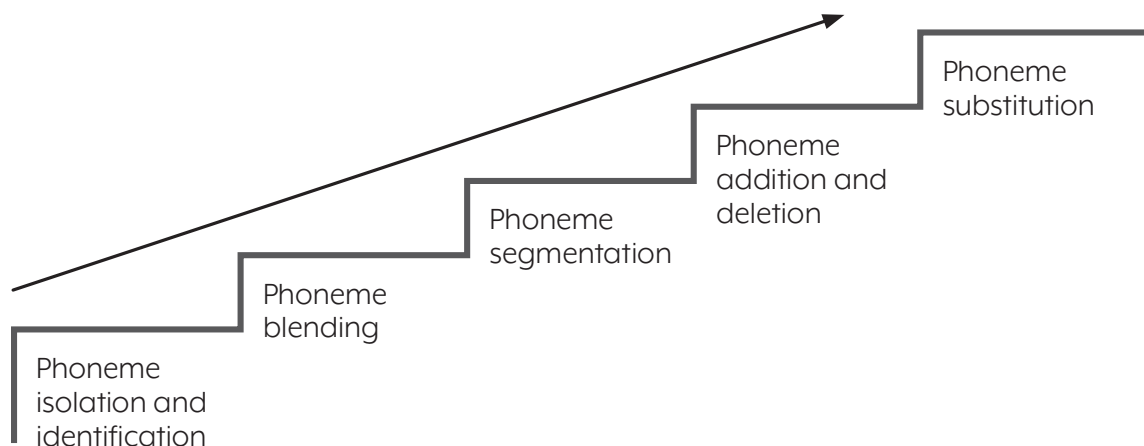 Phoneme
isolation and
identification
Phoneme
blending
Phoneme
segmentation
Phoneme
addition and
deletion
Phoneme
substitution